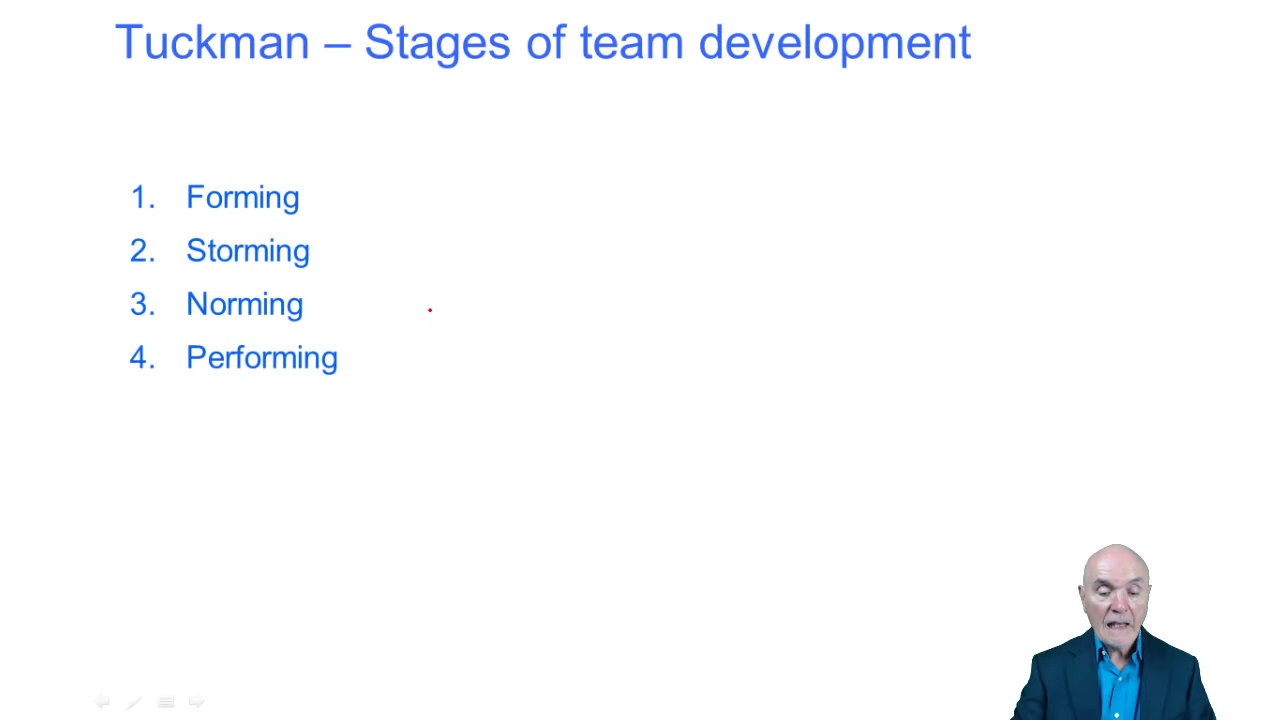 Tuckman – Stages of team development
1. Forming
2. Storming
3. Norming
4. Performing